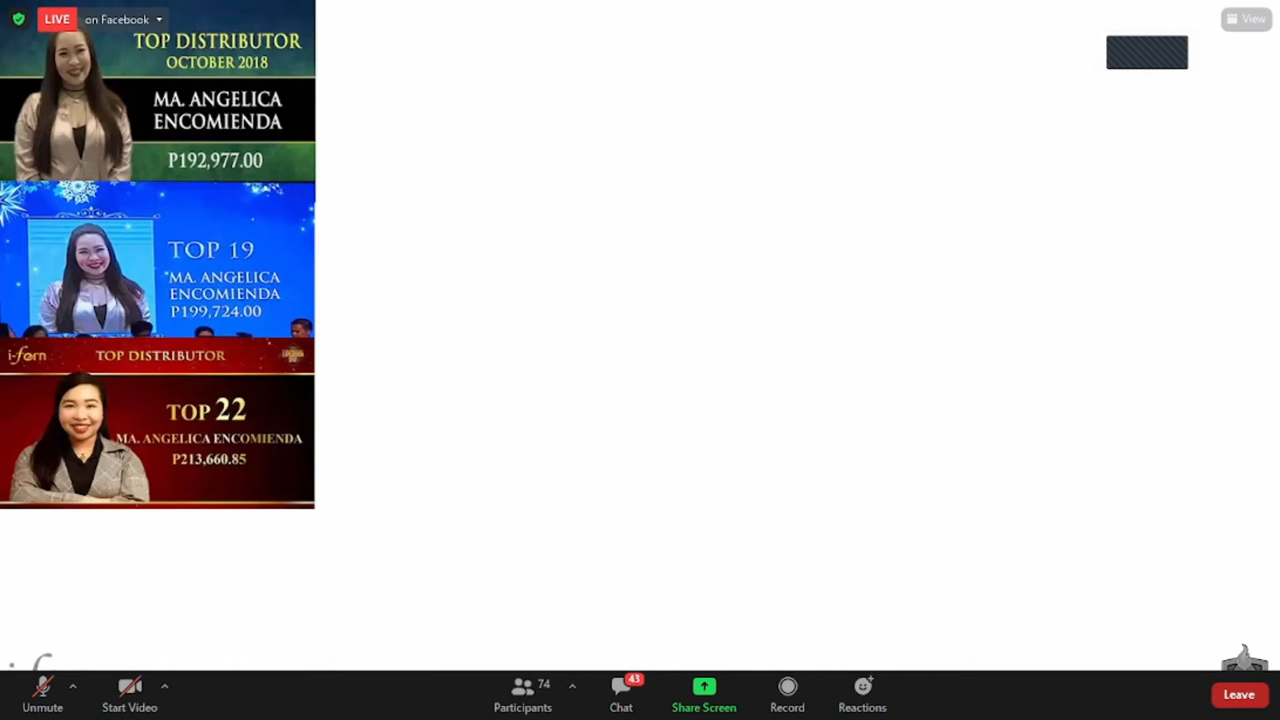 LIVE on Facebook
View
TOP DISTRIBUTOR
OCTOBER 2018
MA. ANGELICA
ENCOMIENDA
P192,977.00
TOP 19
MA. ANGELICA
ENCOMIENDA
P199,724.00
i-fern TOP DISTRIBUTOR
TOP 22
MA. ANGELICA ENCOMIENDA
P213,660.85
Unmute
Start Video
74
Participants
43
Chat
Share Screen
Record
Reactions
Leave